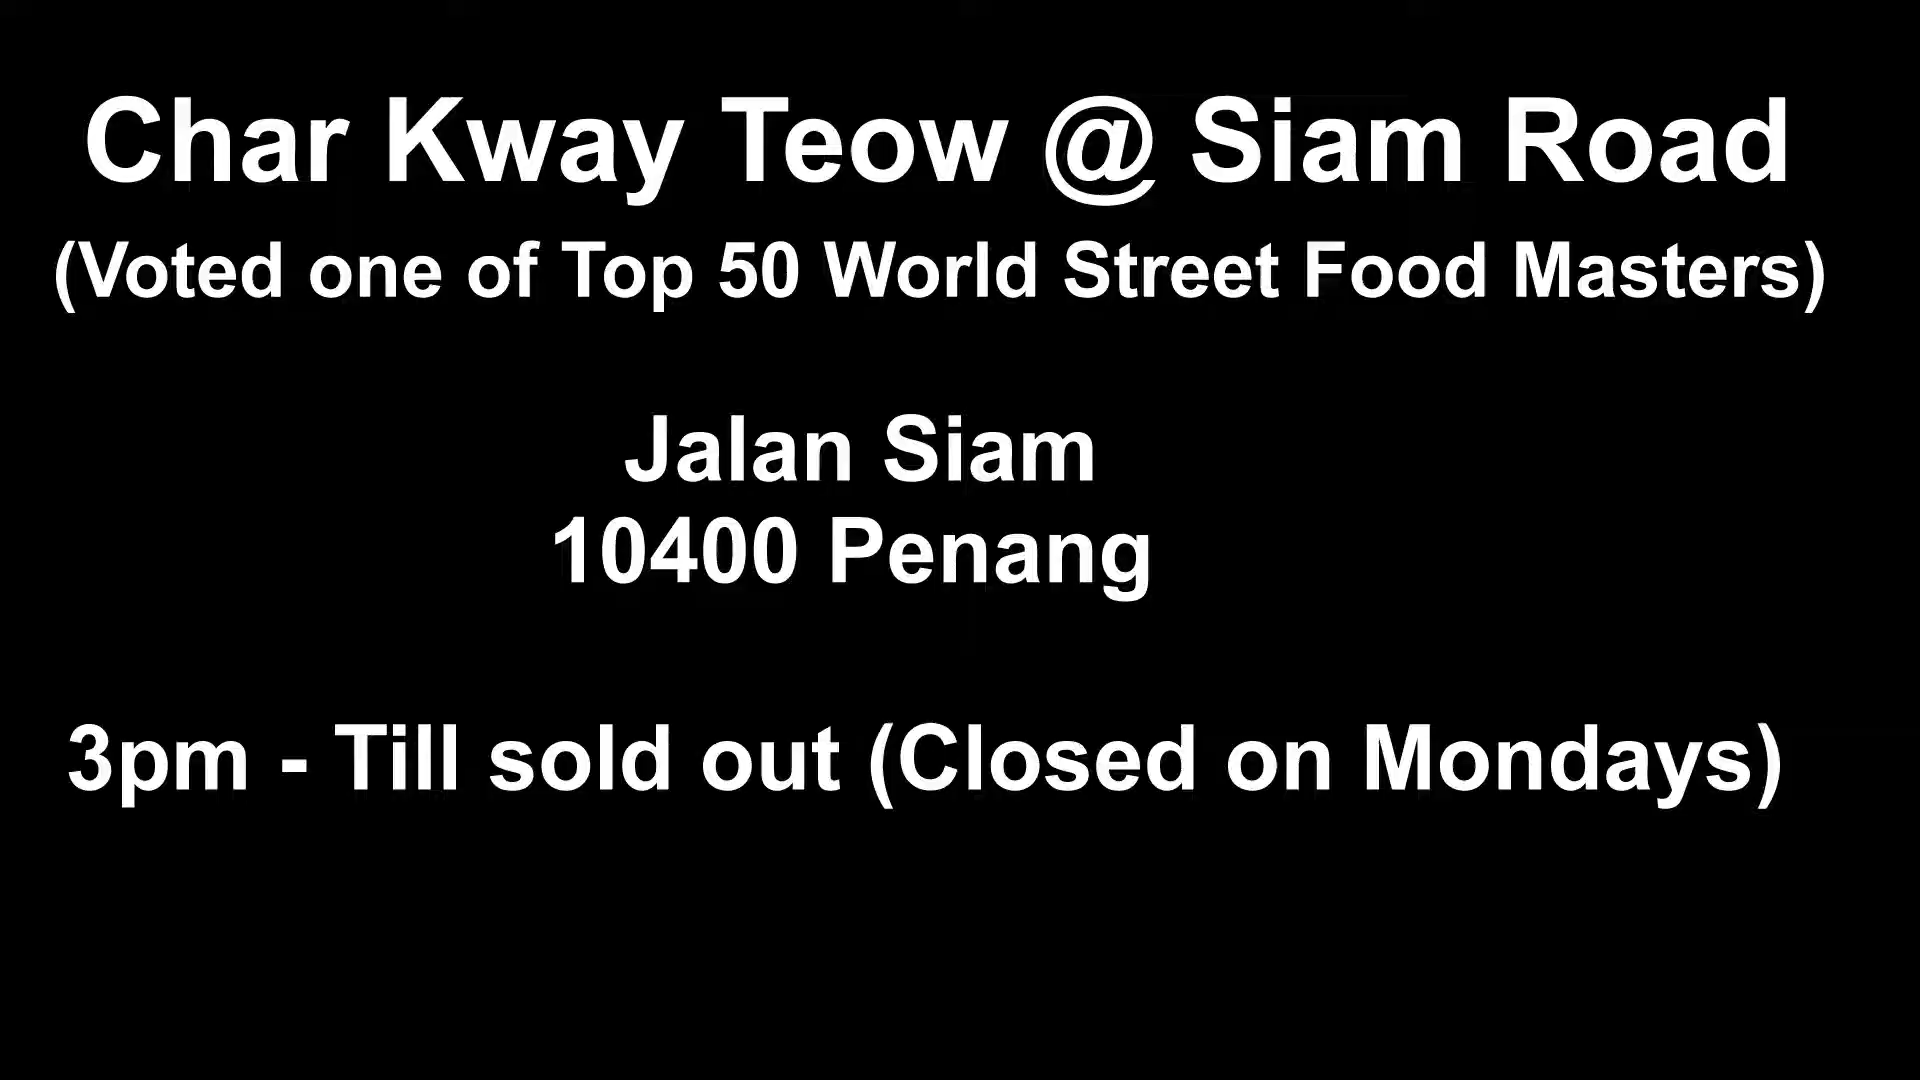 Char Kway Teow @ Siam Road
(Voted one of Top 50 World Street Food Masters)
Jalan Siam
10400 Penang
3pm - Till sold out (Closed on Mondays)